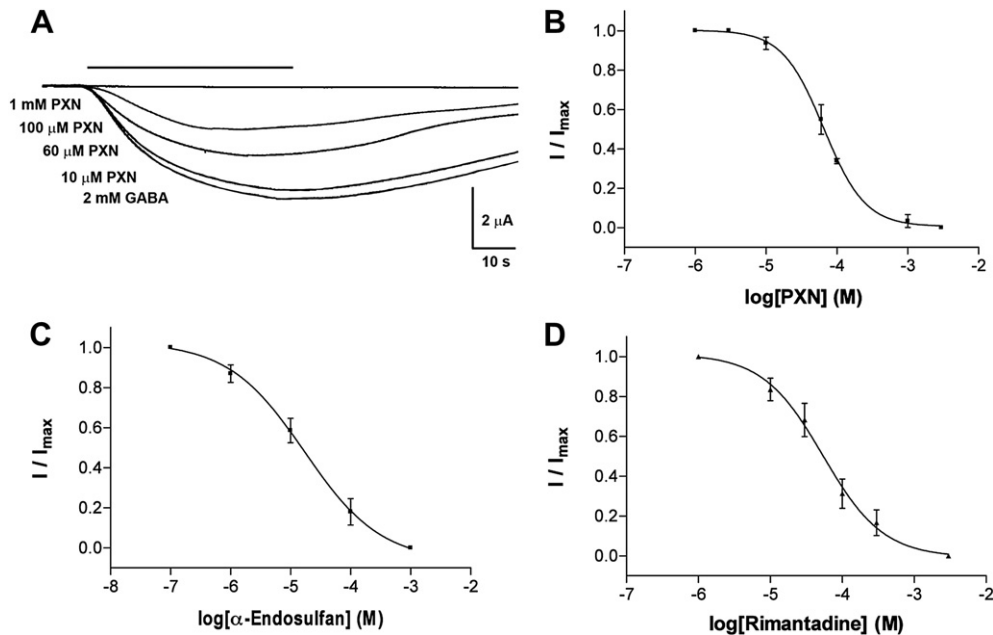 A
1 mM PXN
100 μM PXN
60 μM PXN
10 μM PXN
2 mM GABA
2 μA
10 s
B
I / Imax
1.0
0.8
0.6
0.4
0.2
0.0
-7 -6 -5 -4 -3 -2 -1
log[PXN] (M)
C
I / Imax
1.0
0.8
0.6
0.4
0.2
0.0
-8 -7 -6 -5 -4 -3 -2
log[α-Endosulfan] (M)
D
I / Imax
1.0
0.8
0.6
0.4
0.2
0.0
-7 -6 -5 -4 -3 -2
log[Rimantadine] (M)